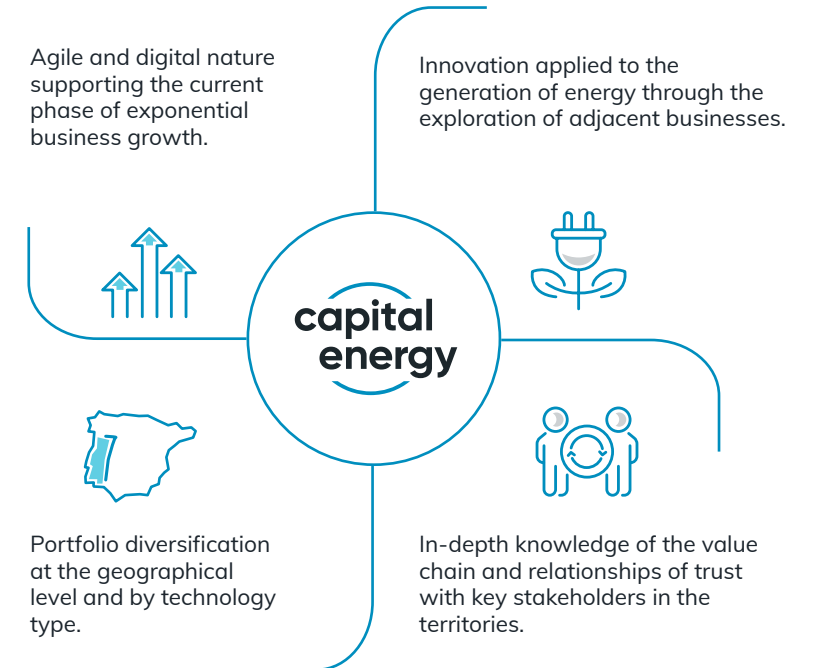 Agile and digital nature
supporting the current
phase of exponential
business growth.
Innovation applied to the
generation of energy through the
exploration of adjacent businesses.
capital
energy
Portfolio diversification
at the geographical
level and by technology
type.
In-depth knowledge of the value
chain and relationships of trust
with key stakeholders in the
territories.